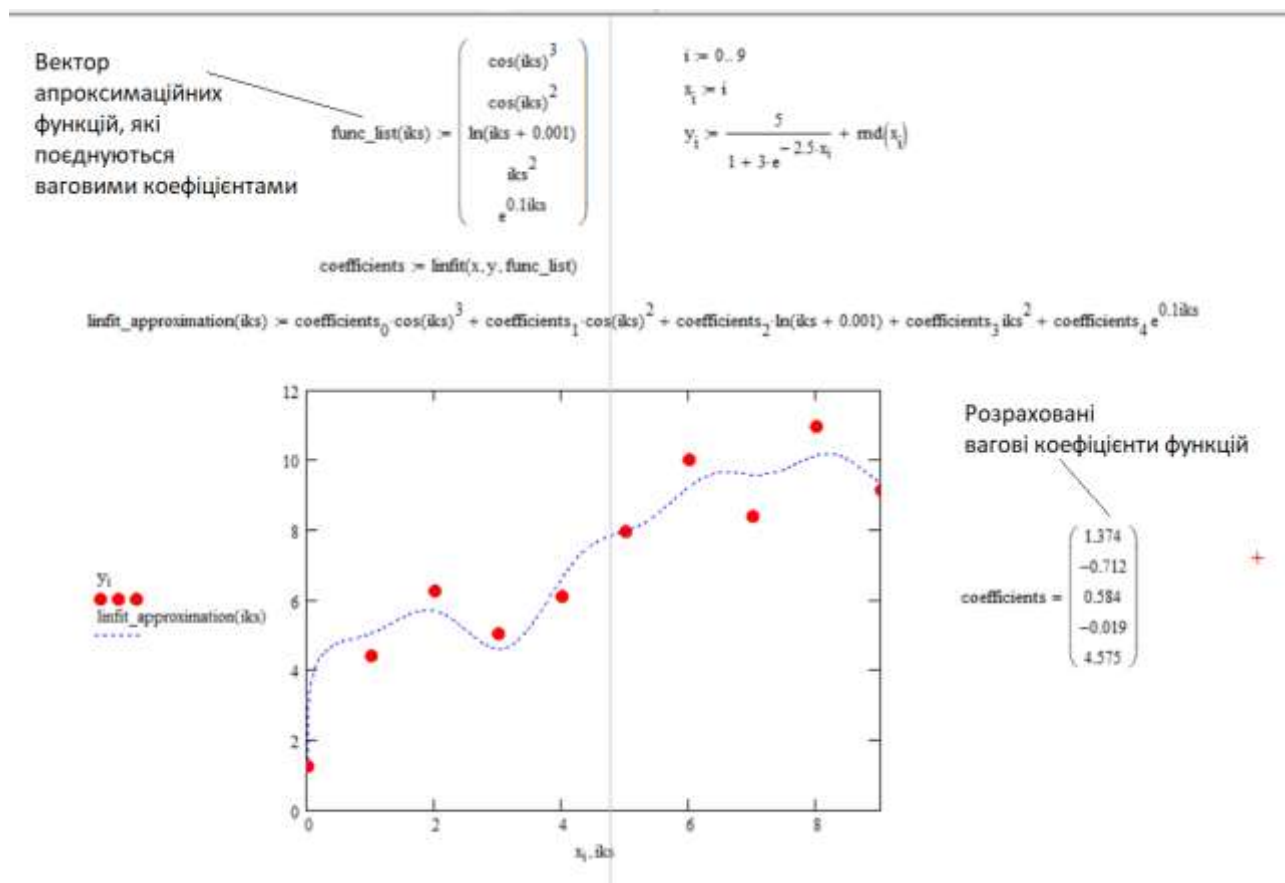 Вектор
апроксимаційних
функцій, які
поєднуються
ваговими коефіцієнтами
func_list(iks) := ( cos(iks)^3
cos(iks)^2
ln(iks + 0.001)
iks^2
e^0.1iks )
i := 0..9
x_i := i
y_i := 5 / (1 + 3·e^(-2.5·x_i)) + rnd(x_i)
coefficients := linfit(x, y, func_list)
linfit_approximation(iks) := coefficients_0·cos(iks)^3 + coefficients_1·cos(iks)^2 + coefficients_2·ln(iks + 0.001) + coefficients_3·iks^2 + coefficients_4·e^0.1iks
12
10
8
6
4
2
0
0 2 4 6 8
x_i, iks
y_i
linfit_approximation(iks)
Розраховані
вагові коефіцієнти функцій
coefficients = ( 1.374
-0.712
0.584
-0.019
4.575 )